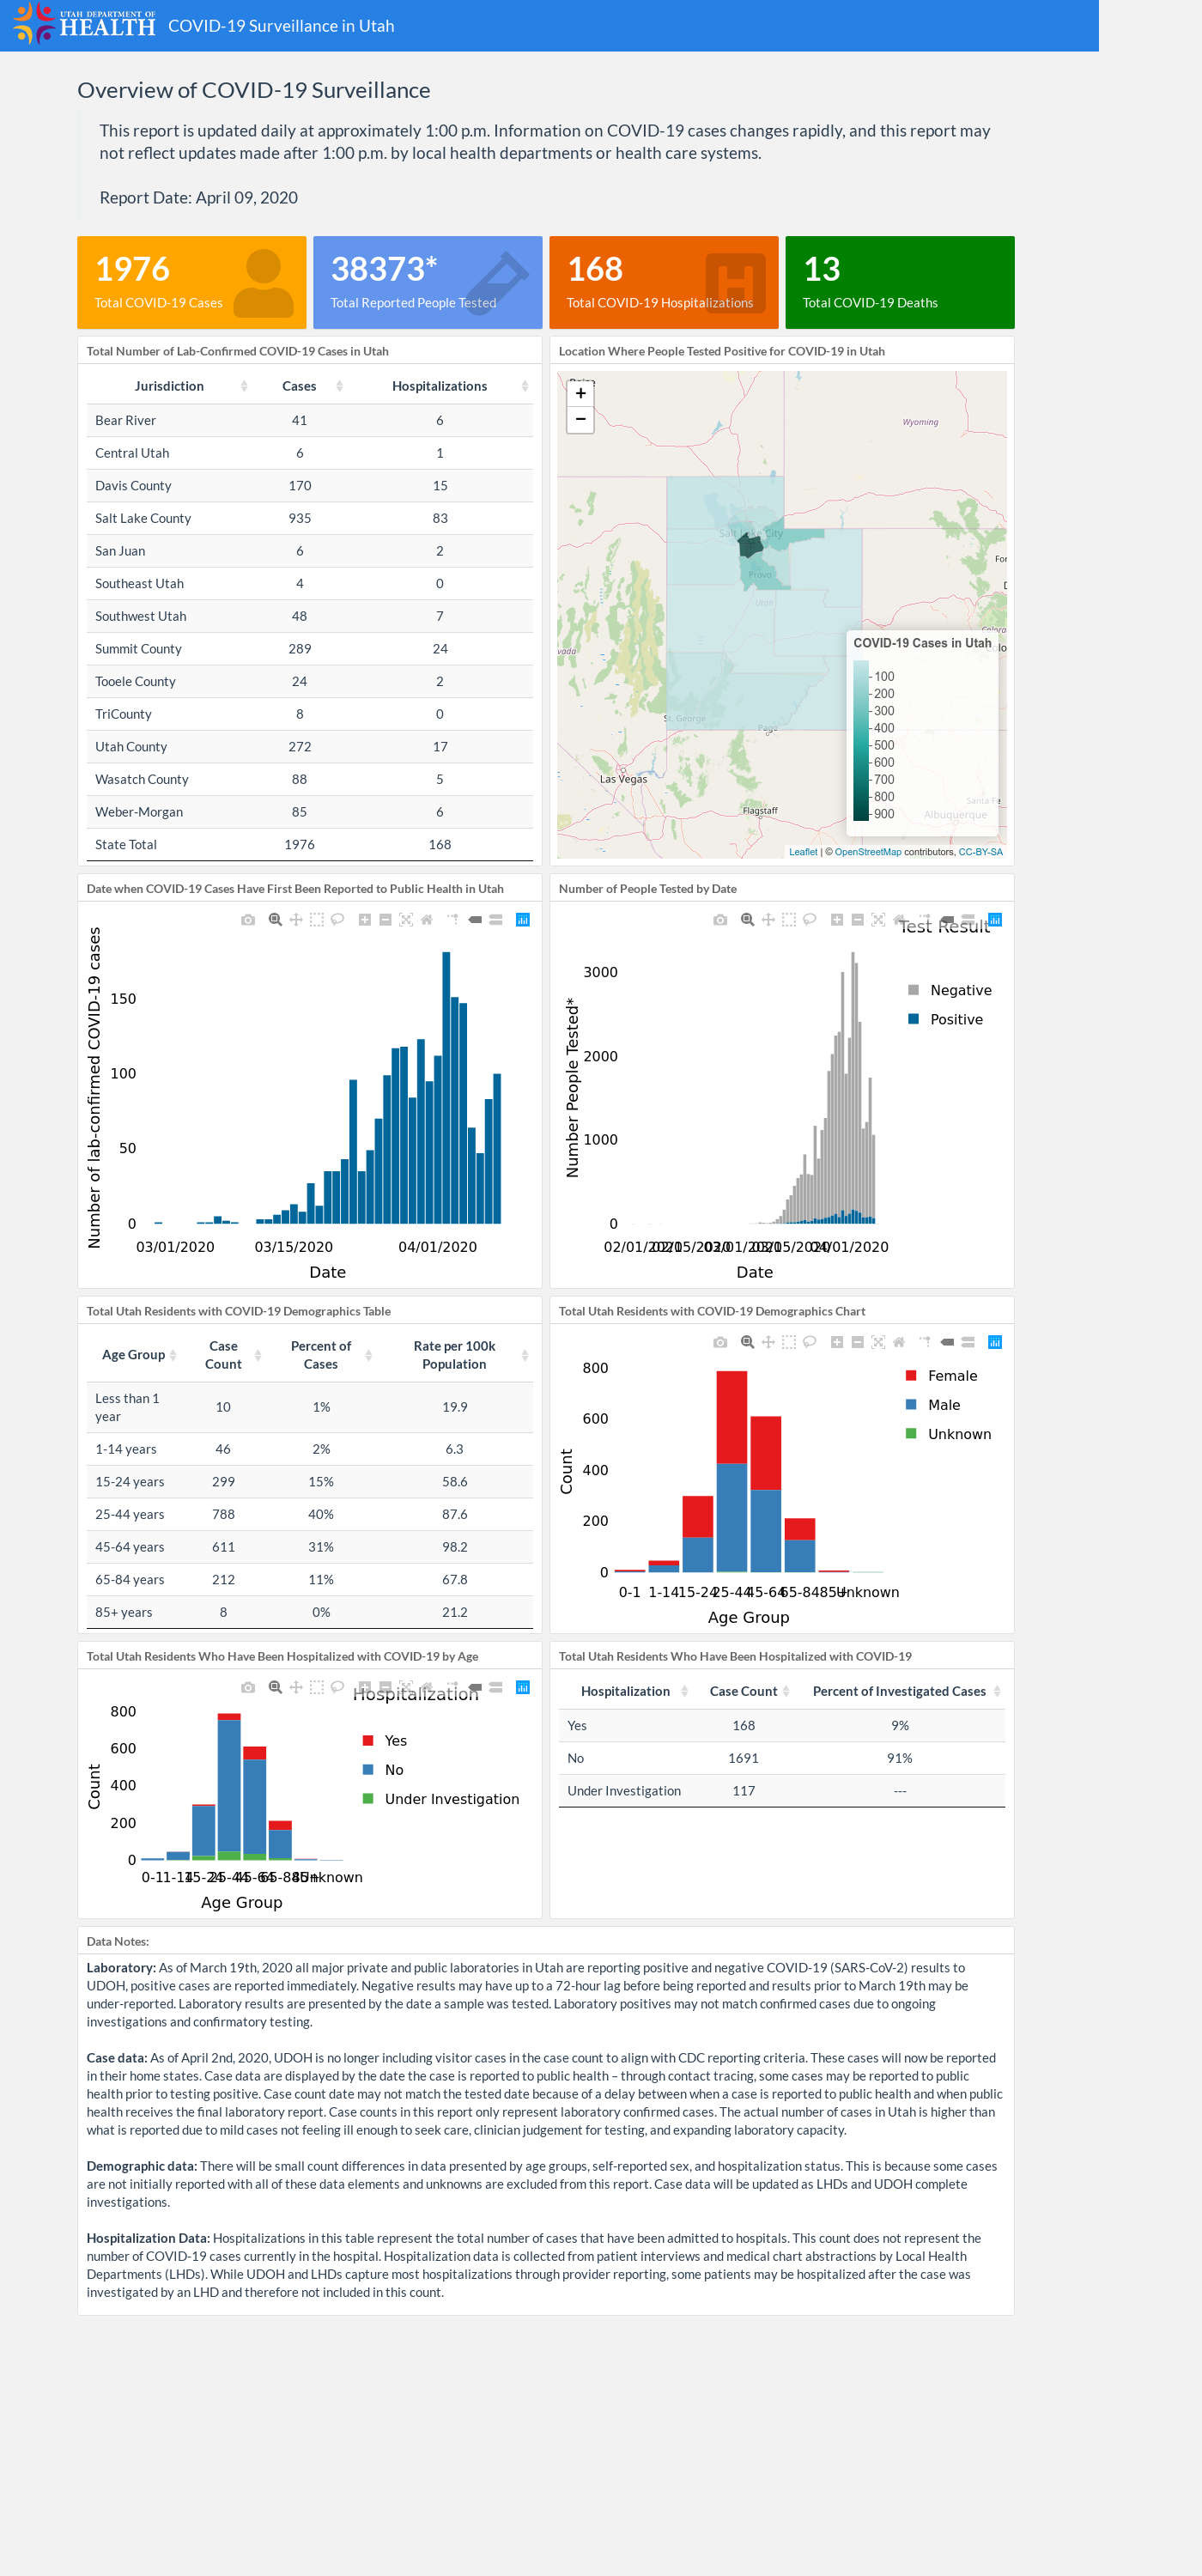 UTAH DEPARTMENT OF
HEALTH
COVID-19 Surveillance in Utah
Overview of COVID-19 Surveillance
This report is updated daily at approximately 1:00 p.m. Information on COVID-19 cases changes rapidly, and this report may
not reflect updates made after 1:00 p.m. by local health departments or health care systems.
Report Date: April 09, 2020
1976
Total COVID-19 Cases
38373*
Total Reported People Tested
168
Total COVID-19 Hospitalizations
H
13
Total COVID-19 Deaths
Total Number of Lab-Confirmed COVID-19 Cases in Utah
Jurisdiction Cases Hospitalizations
Bear River 41 6
Central Utah 6 1
Davis County 170 15
Salt Lake County 935 83
San Juan 6 2
Southeast Utah 4 0
Southwest Utah 48 7
Summit County 289 24
Tooele County 24 2
TriCounty 8 0
Utah County 272 17
Wasatch County 88 5
Weber-Morgan 85 6
State Total 1976 168
Location Where People Tested Positive for COVID-19 in Utah
+
−
Wyoming
Salt Lake City
Provo
Utah
St. George
Page
Las Vegas
Flagstaff
Santa Fe
Albuquerque
COVID-19 Cases in Utah
100
200
300
400
500
600
700
800
900
Leaflet | © OpenStreetMap contributors, CC-BY-SA
Date when COVID-19 Cases Have First Been Reported to Public Health in Utah
Number of lab-confirmed COVID-19 cases
150
100
50
0
03/01/2020 03/15/2020 04/01/2020
Date
Number of People Tested by Date
Test Result
Negative
Positive
Number People Tested*
3000
2000
1000
0
02/01/2020 02/15/2020 03/01/2020 03/15/2020 04/01/2020
Date
Total Utah Residents with COVID-19 Demographics Table
Age Group Case Count Percent of Cases Rate per 100k Population
Less than 1 year 10 1% 19.9
1-14 years 46 2% 6.3
15-24 years 299 15% 58.6
25-44 years 788 40% 87.6
45-64 years 611 31% 98.2
65-84 years 212 11% 67.8
85+ years 8 0% 21.2
Total Utah Residents with COVID-19 Demographics Chart
Female
Male
Unknown
Count
800
600
400
200
0
0-1 1-14 15-24 25-44 45-64 65-84 85+ Unknown
Age Group
Total Utah Residents Who Have Been Hospitalized with COVID-19 by Age
Hospitalization
Yes
No
Under Investigation
Count
800
600
400
200
0
0-1 1-14 15-24 25-44 45-64 65-84 85+ Unknown
Age Group
Total Utah Residents Who Have Been Hospitalized with COVID-19
Hospitalization Case Count Percent of Investigated Cases
Yes 168 9%
No 1691 91%
Under Investigation 117 ---
Data Notes:
Laboratory: As of March 19th, 2020 all major private and public laboratories in Utah are reporting positive and negative COVID-19 (SARS-CoV-2) results to
UDOH, positive cases are reported immediately. Negative results may have up to a 72-hour lag before being reported and results prior to March 19th may be
under-reported. Laboratory results are presented by the date a sample was tested. Laboratory positives may not match confirmed cases due to ongoing
investigations and confirmatory testing.
Case data: As of April 2nd, 2020, UDOH is no longer including visitor cases in the case count to align with CDC reporting criteria. These cases will now be reported
in their home states. Case data are displayed by the date the case is reported to public health – through contact tracing, some cases may be reported to public
health prior to testing positive. Case count date may not match the tested date because of a delay between when a case is reported to public health and when public
health receives the final laboratory report. Case counts in this report only represent laboratory confirmed cases. The actual number of cases in Utah is higher than
what is reported due to mild cases not feeling ill enough to seek care, clinician judgement for testing, and expanding laboratory capacity.
Demographic data: There will be small count differences in data presented by age groups, self-reported sex, and hospitalization status. This is because some cases
are not initially reported with all of these data elements and unknowns are excluded from this report. Case data will be updated as LHDs and UDOH complete
investigations.
Hospitalization Data: Hospitalizations in this table represent the total number of cases that have been admitted to hospitals. This count does not represent the
number of COVID-19 cases currently in the hospital. Hospitalization data is collected from patient interviews and medical chart abstractions by Local Health
Departments (LHDs). While UDOH and LHDs capture most hospitalizations through provider reporting, some patients may be hospitalized after the case was
investigated by an LHD and therefore not included in this count.